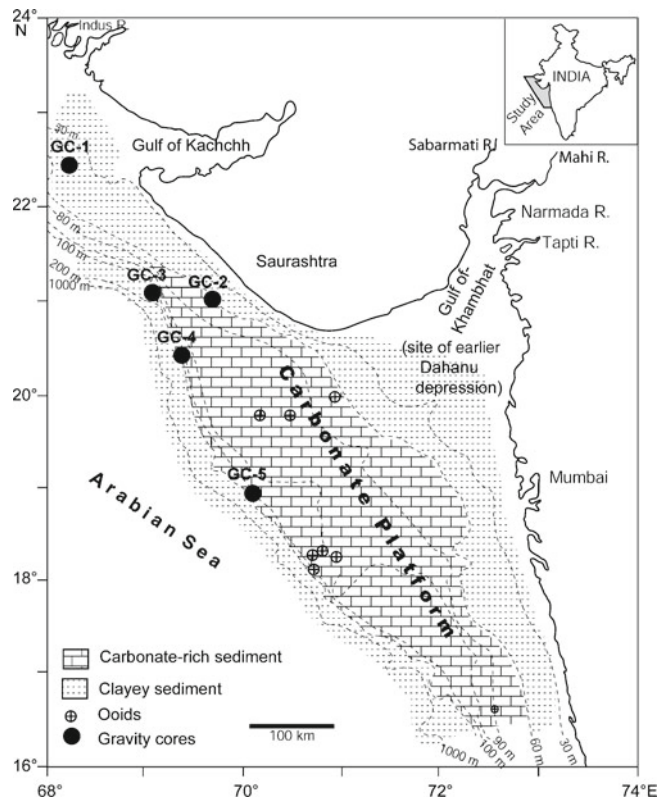 24°
N
22°
20°
18°
16°
68°
70°
72°
74°E
Indus R.
30 m
GC-1
Gulf of Kachchh
INDIA
Study
Area
Sabarmati R.
Mahi R.
Narmada R.
Tapti R.
80 m
100 m
200 m
1000 m
GC-3
GC-2
Saurashtra
Gulf of
Khambhat
GC-4
(site of earlier
Dahanu
depression)
Carbonate Platform
GC-5
Mumbai
Arabian Sea
Carbonate-rich sediment
Clayey sediment
Ooids
Gravity cores
100 km
1000 m
100 m
90 m
60 m
30 m